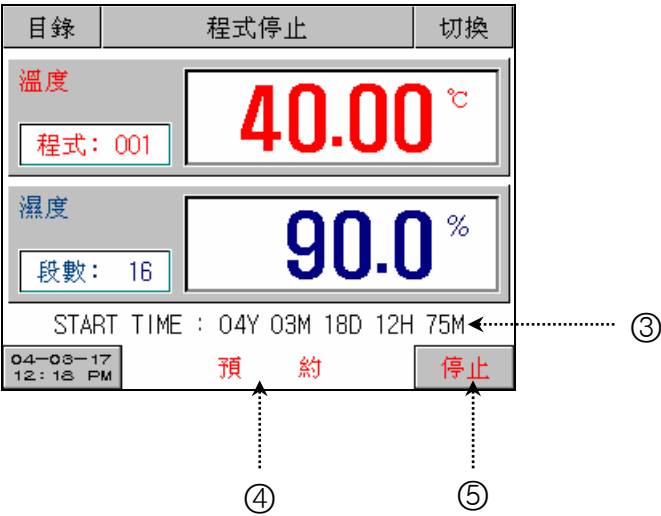 目錄 程式停止 切換
溫度
40.00 ℃
程式: 001
濕度
90.0 %
段數: 16
START TIME : 04Y 03M 18D 12H 75M
③
04-03-17
12:18 PM
預 約
停止
④ ⑤